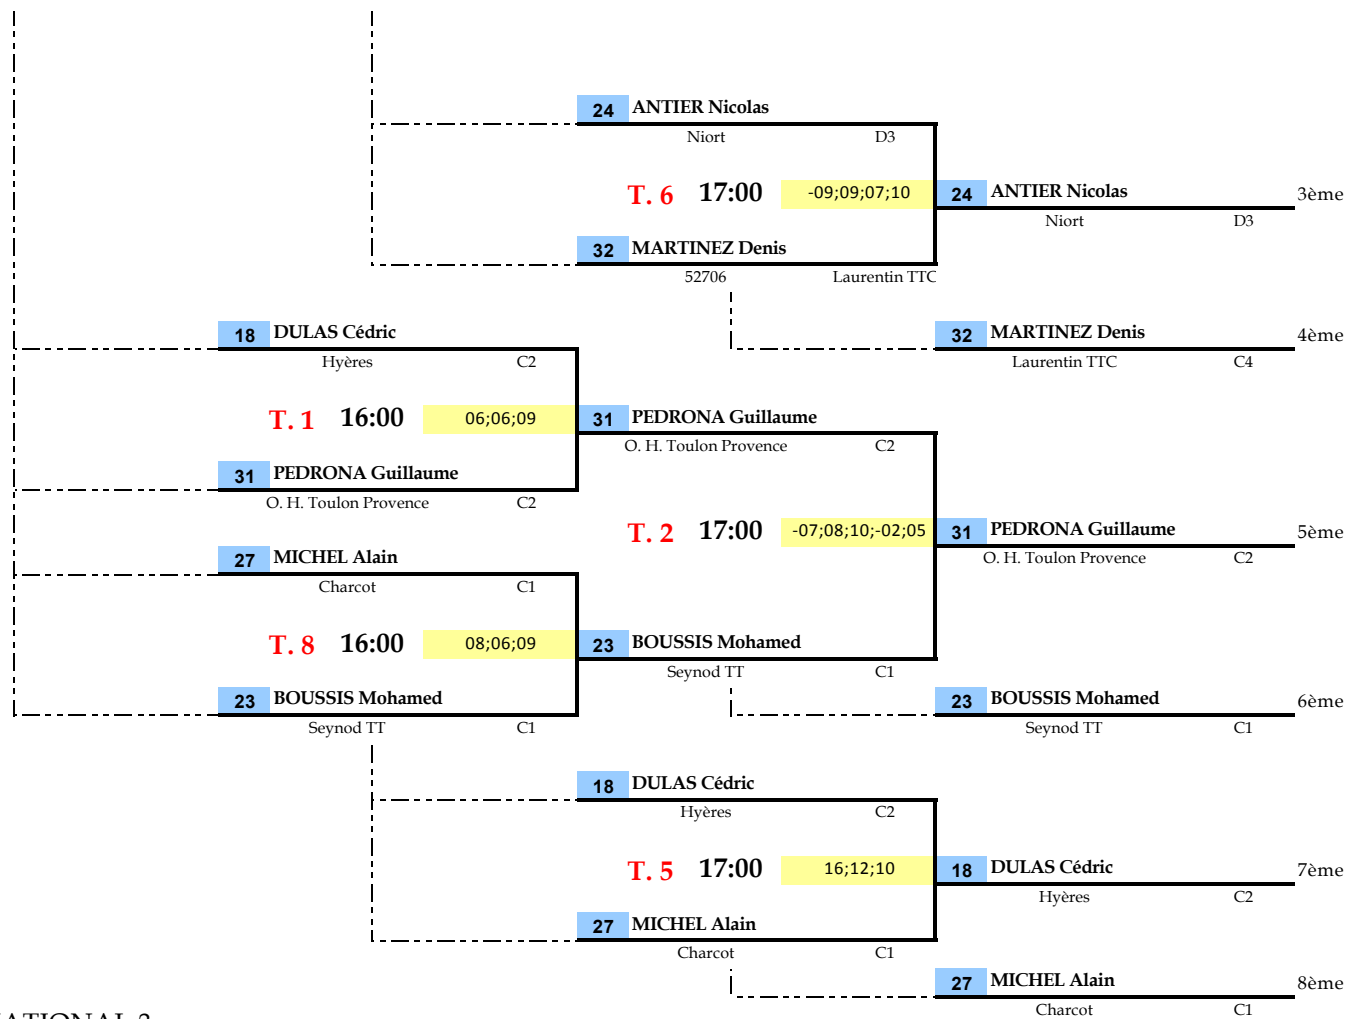 24 ANTIER Nicolas
Niort D3
T. 6 17:00 -09;09;07;10 24 ANTIER Nicolas 3ème
Niort D3
32 MARTINEZ Denis
52706 Laurentin TTC
18 DULAS Cédric 32 MARTINEZ Denis 4ème
Hyères C2 Laurentin TTC C4
T. 1 16:00 06;06;09 31 PEDRONA Guillaume
O. H. Toulon Provence C2
31 PEDRONA Guillaume
O. H. Toulon Provence C2
T. 2 17:00 -07;08;10;-02;05 31 PEDRONA Guillaume 5ème
27 MICHEL Alain O. H. Toulon Provence C2
Charcot C1
T. 8 16:00 08;06;09 23 BOUSSIS Mohamed
Seynod TT C1
23 BOUSSIS Mohamed 23 BOUSSIS Mohamed 6ème
Seynod TT C1 Seynod TT C1
18 DULAS Cédric
Hyères C2
T. 5 17:00 16;12;10 18 DULAS Cédric 7ème
Hyères C2
27 MICHEL Alain
Charcot C1
27 MICHEL Alain 8ème
Charcot C1